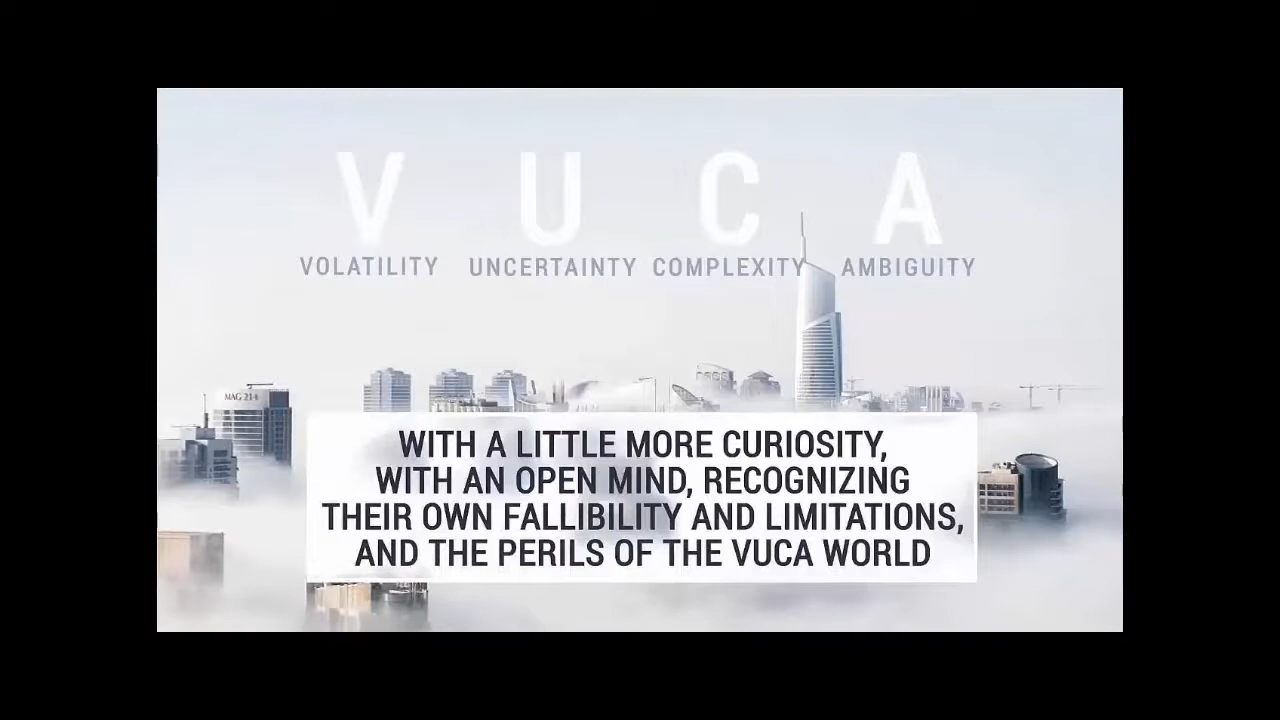 V U C A
VOLATILITY UNCERTAINTY COMPLEXITY AMBIGUITY
MAG 214
WITH A LITTLE MORE CURIOSITY,
WITH AN OPEN MIND, RECOGNIZING
THEIR OWN FALLIBILITY AND LIMITATIONS,
AND THE PERILS OF THE VUCA WORLD